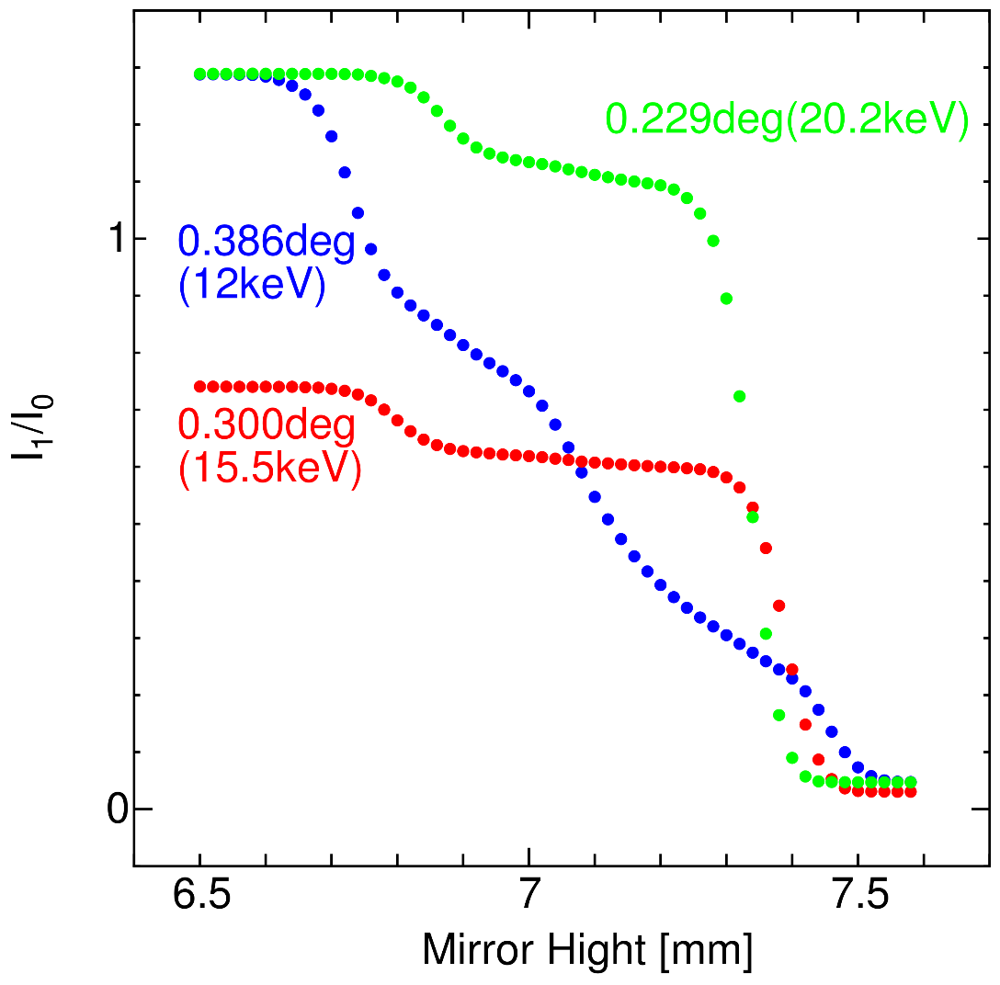 0.229deg(20.2keV)
1
0.386deg
(12keV)
I1/I0
0.300deg
(15.5keV)
0
6.5 7 7.5
Mirror Hight [mm]